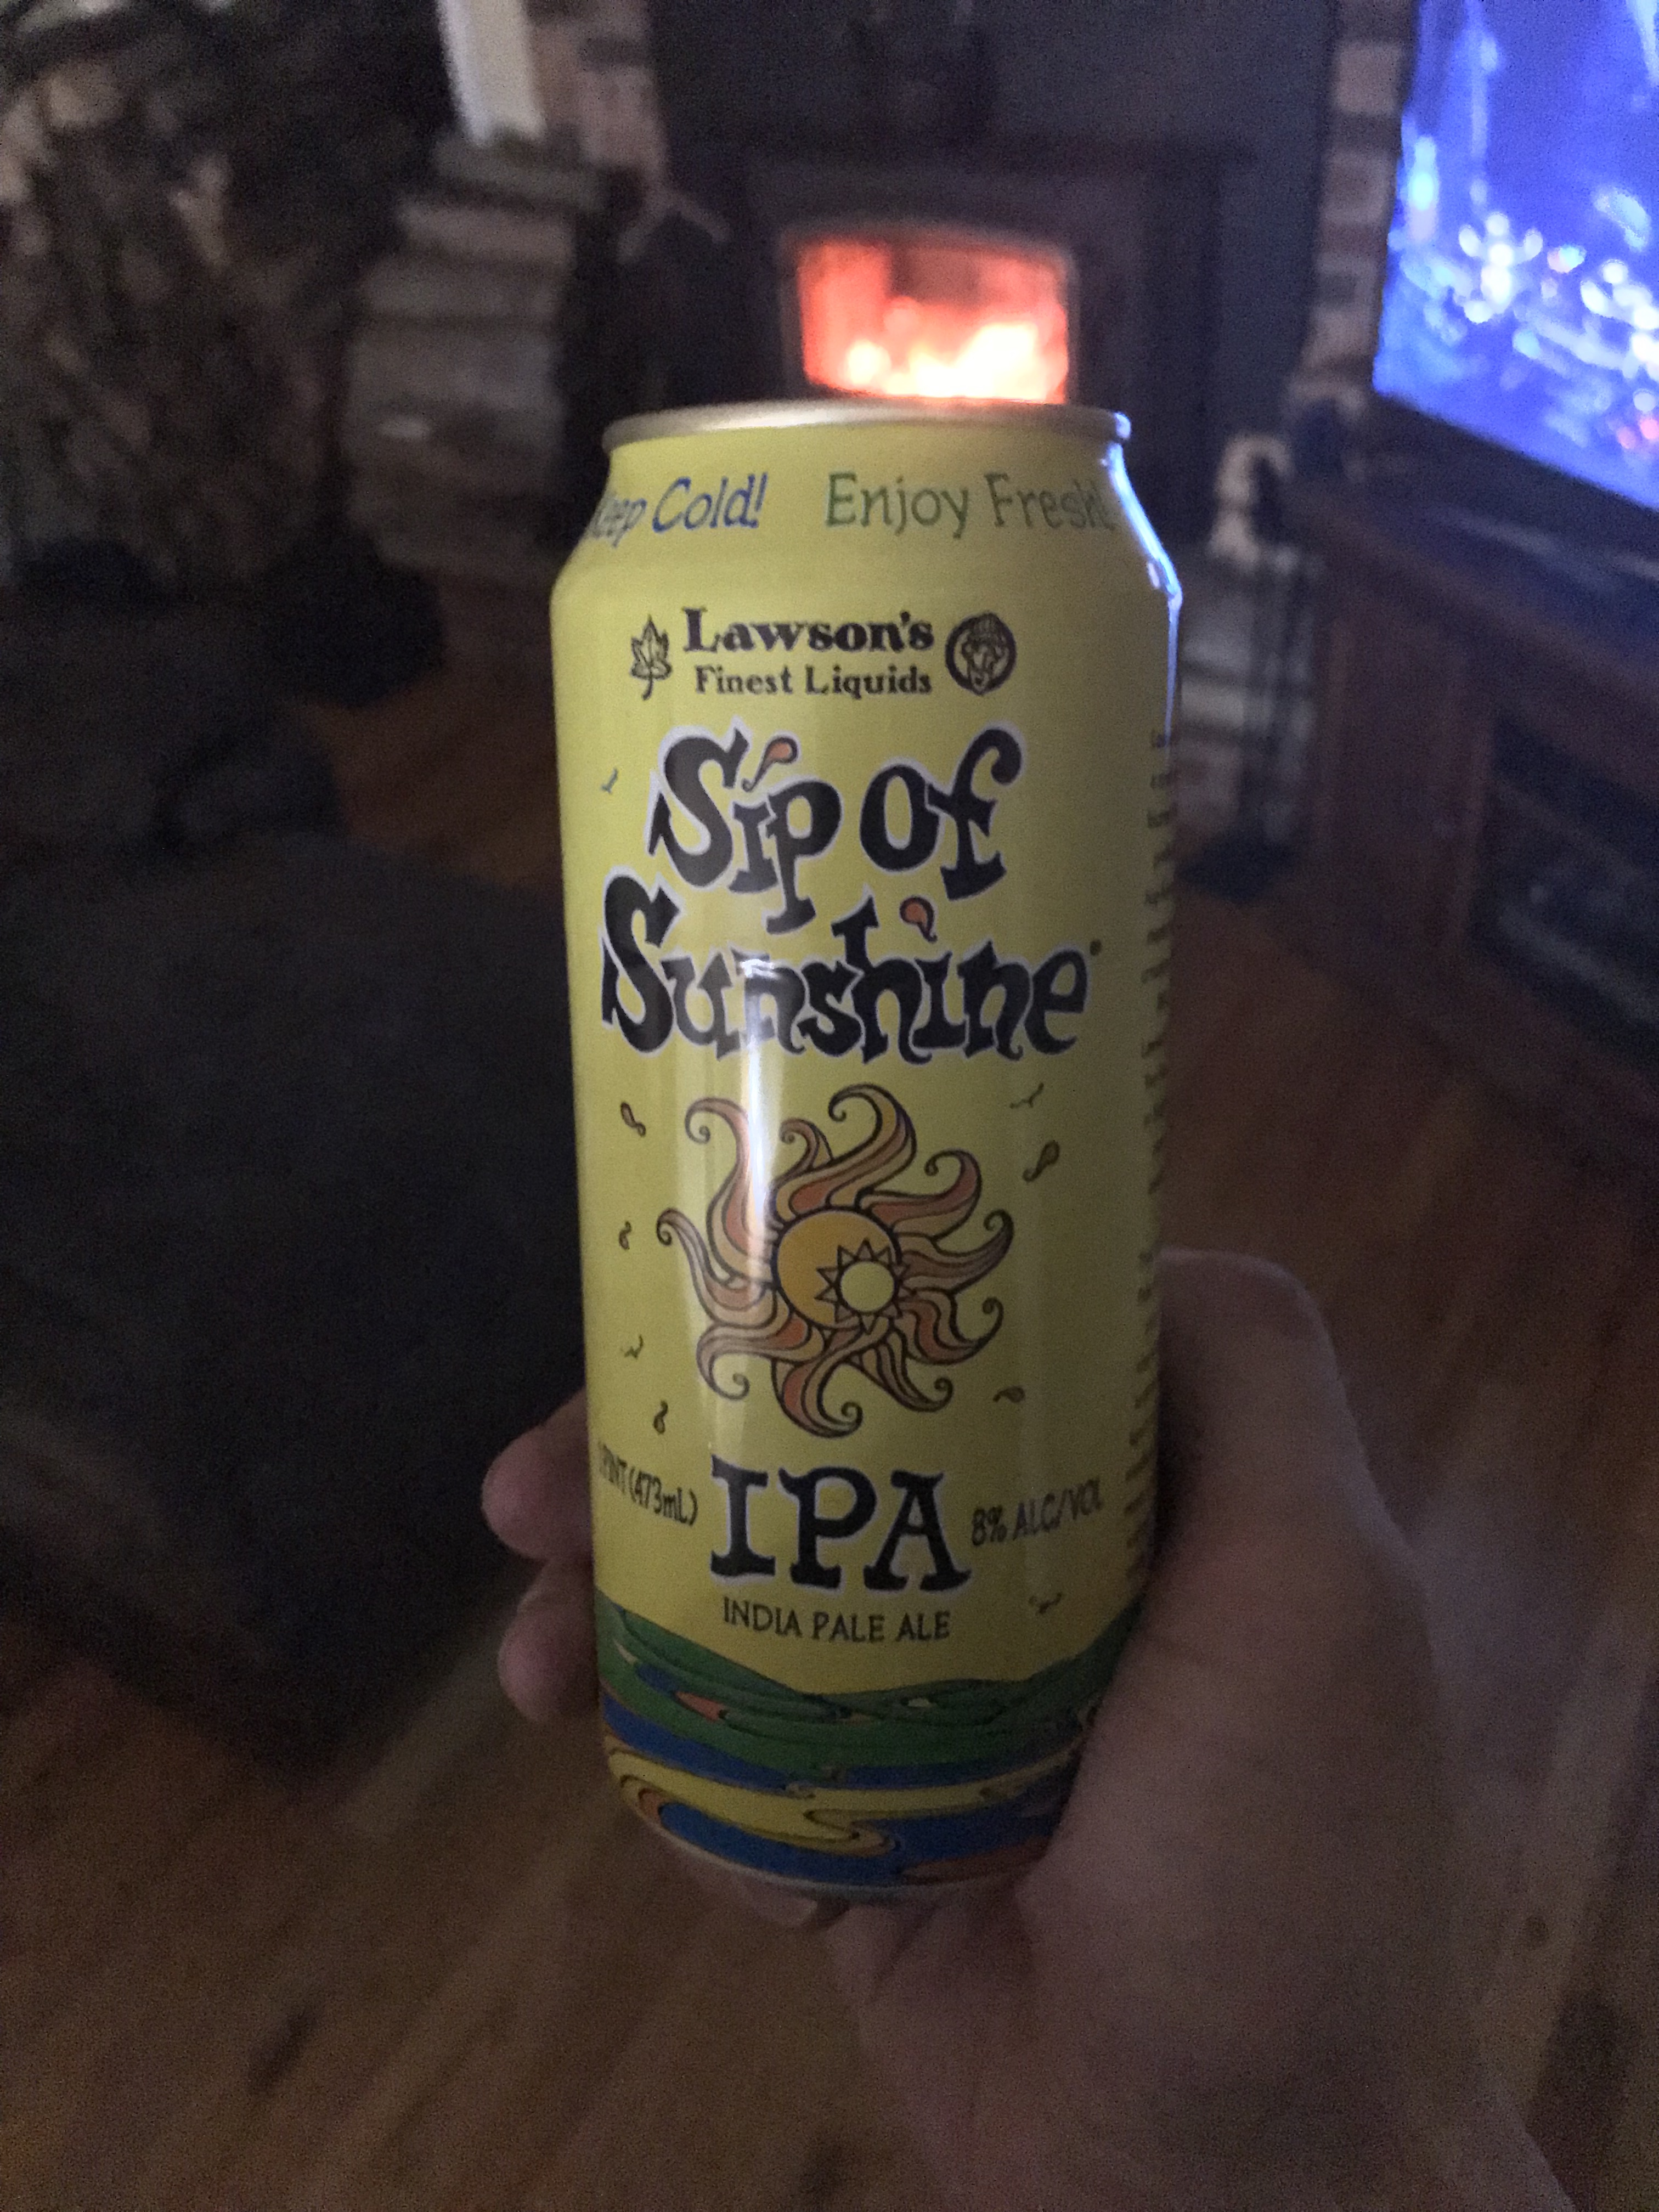 Cold! Enjoy Fresh!
Lawson's
Finest Liquids
Sip of
Sunshine
IPA
(473mL)
8% ALC/VOL
INDIA PALE ALE